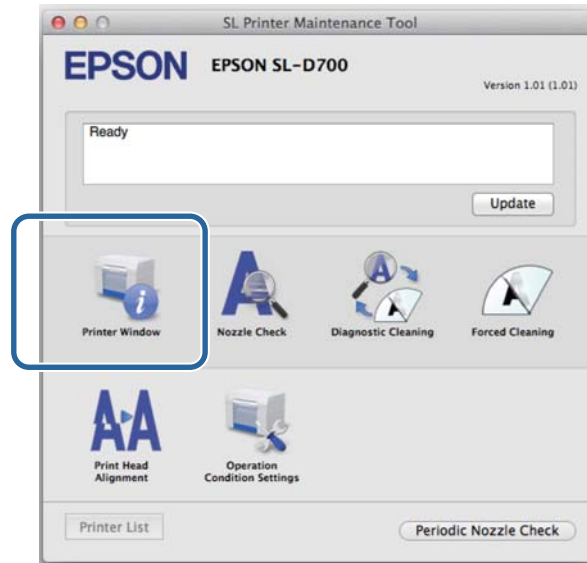 SL Printer Maintenance Tool
EPSON EPSON SL-D700
Version 1.01 (1.01)
Ready
Update
Printer Window
Nozzle Check
Diagnostic Cleaning
Forced Cleaning
Print Head
Alignment
Operation
Condition Settings
Printer List
Periodic Nozzle Check